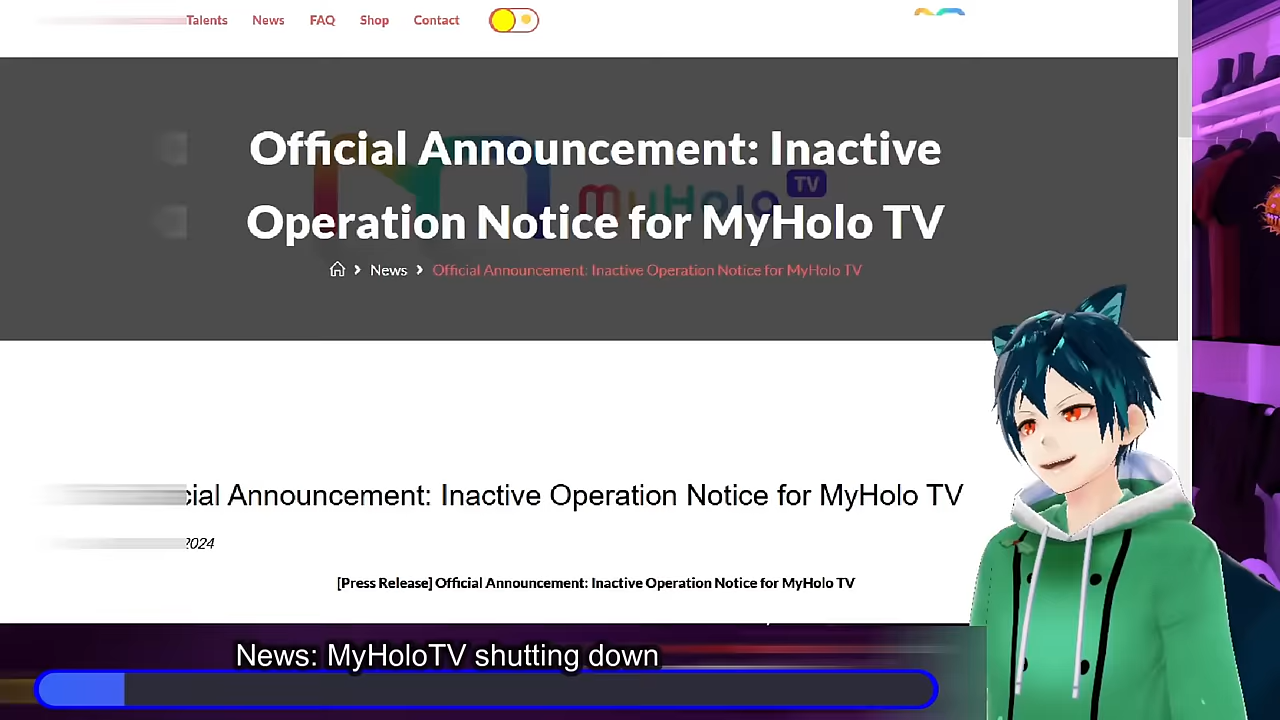 Talents News FAQ Shop Contact
Official Announcement: Inactive
Operation Notice for MyHolo TV
MyHolo TV
News Official Announcement: Inactive Operation Notice for MyHolo TV
cial Announcement: Inactive Operation Notice for MyHolo TV
2024
[Press Release] Official Announcement: Inactive Operation Notice for MyHolo TV
News: MyHoloTV shutting down